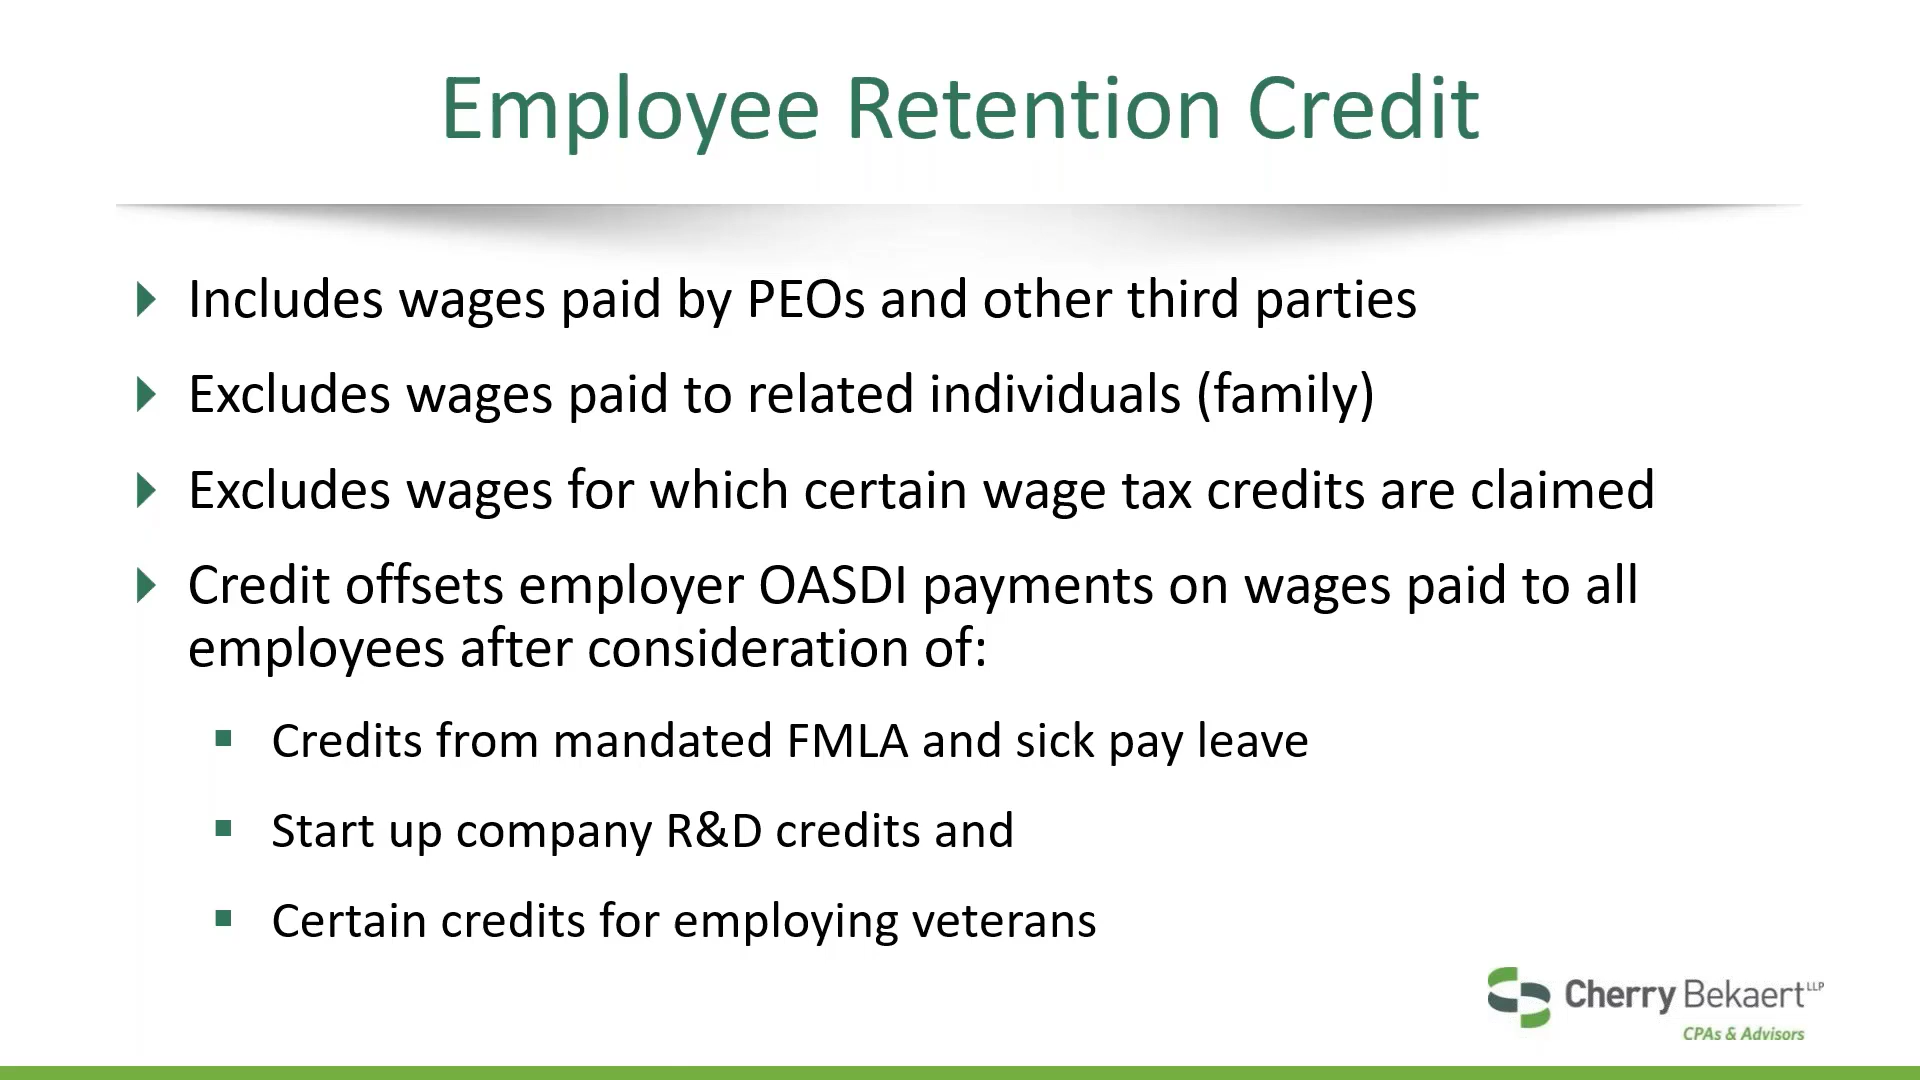 Employee Retention Credit
Includes wages paid by PEOs and other third parties
Excludes wages paid to related individuals (family)
Excludes wages for which certain wage tax credits are claimed
Credit offsets employer OASDI payments on wages paid to all
employees after consideration of:
Credits from mandated FMLA and sick pay leave
Start up company R&D credits and
Certain credits for employing veterans
Cherry Bekaert LLP
CPAs & Advisors